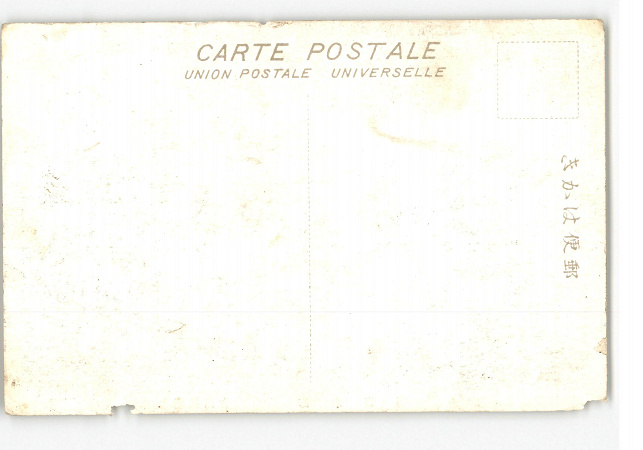 CARTE POSTALE
UNION POSTALE UNIVERSELLE
郵便はかき